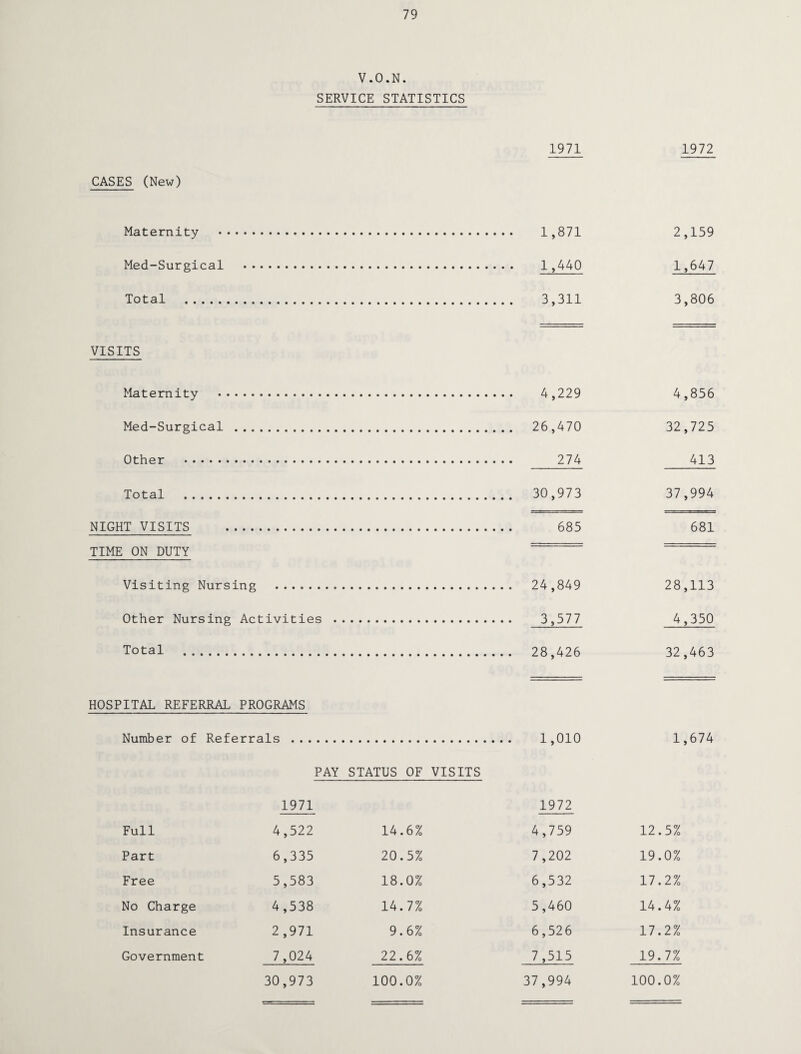 79
V.O.N.
SERVICE STATISTICS
1971 1972
CASES (New)
Maternity .................................... 1,871 2,159
Med-Surgical ................................. 1,440 1,647
Total ........................................ 3,311 3,806
VISITS
Maternity .................................... 4,229 4,856
Med-Surgical .................................. 26,470 32,725
Other ........................................ 274 413
Total ........................................ 30,973 37,994
NIGHT VISITS ................................... 685 681
TIME ON DUTY
Visiting Nursing ............................. 24,849 28,113
Other Nursing Activities ...................... 3,577 4,350
Total ........................................ 28,426 32,463
HOSPITAL REFERRAL PROGRAMS
Number of Referrals ........................... 1,010 1,674
PAY STATUS OF VISITS
1971 1972
Full 4,522 14.6% 4,759 12.5%
Part 6,335 20.5% 7,202 19.0%
Free 5,583 18.0% 6,532 17.2%
No Charge 4,538 14.7% 5,460 14.4%
Insurance 2,971 9.6% 6,526 17.2%
Government 7,024 22.6% 7,515 19.7%
30,973 100.0% 37,994 100.0%